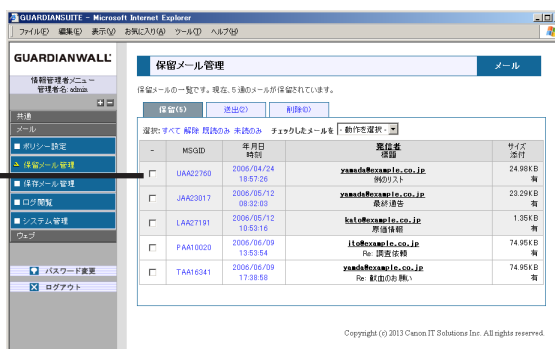 GUARDIANSUITE - Microsoft Internet Explorer
ファイル(F) 編集(E) 表示(V) お気に入り(A) ツール(T) ヘルプ(H)
GUARDIANWALL
情報管理者メニュー
管理者名: admin
共通
メール
ポリシー設定
保留メール管理
保存メール管理
ログ閲覧
システム管理
ウェブ
パスワード変更
ログアウト
保留メール管理 メール
保留メールの一覧です。現在、5通のメールが保留されています。
保留(5) 送出(2) 削除(0)
選択: すべて 解除 既読のみ 未読のみ チェックしたメールを - 動作を選択 -
- MSGID 年月日 発信者 サイズ
時刻 標題 添付
UAA22760 2006/04/24 yamada@example.co.jp 24.98KB
18:57:26 例のリスト 有
JAA23017 2006/05/12 yamada@example.co.jp 23.29KB
08:32:03 最終通告 有
LAA27191 2006/05/12 kato@example.co.jp 1.35KB
10:53:16 原価情報 有
PAA10020 2006/06/09 ito@example.co.jp 74.95KB
13:53:54 Re: 調査依頼 有
TAA16341 2006/06/09 yamada@example.co.jp 74.95KB
17:38:58 Re: 献血のお願い 有
Copyright (c) 2013 Canon IT Solutions Inc. All rights reserved.